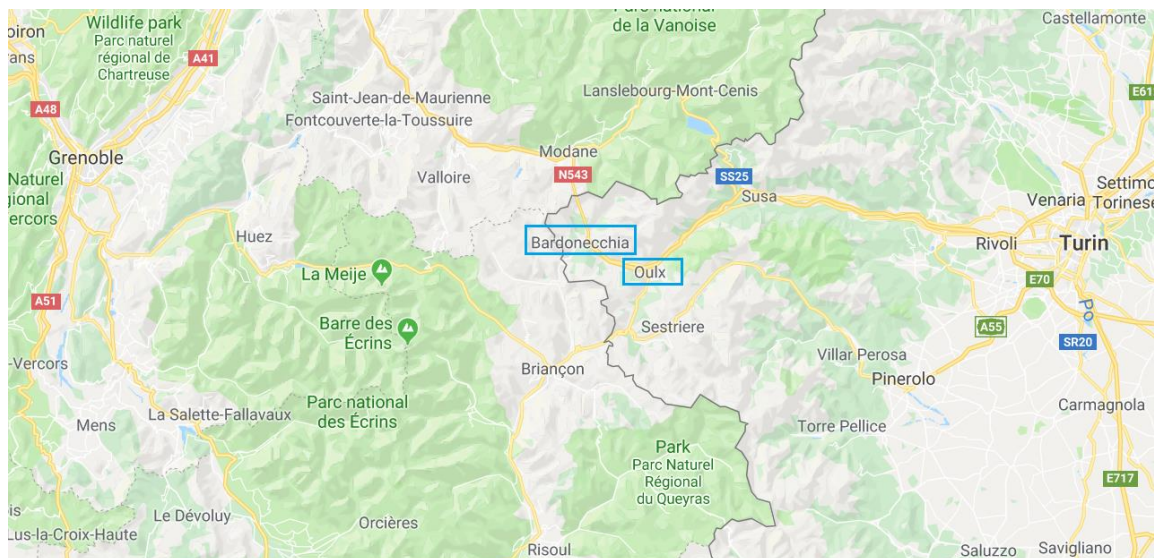 Wildlife park
Parc naturel
régional de
Chartreuse
oiron
rans
A41
A48
Grenoble
Naturel
gional
ercors
Parc national
de la Vanoise
Castellamonte
E61
Saint-Jean-de-Maurienne
Fontcouverte-la-Toussuire
Lanslebourg-Mont-Cenis
Modane
N543
Valloire
SS25
Susa
Settimo
Torinese
Venaria
Rivoli
Turin
E70
Huez
Bardonecchia
Oulx
La Meije
A51
Barre des
Écrins
Sestriere
A55
Po
SR20
-Vercors
Villar Perosa
Pinerolo
Briançon
Parc national
des Écrins
La Salette-Fallavaux
Mens
Carmagnola
Torre Pellice
Park
Parc Naturel
Régional
du Queyras
E717
Le Dévoluy
Orcières
is
Lus-la-Croix-Haute
Risoul
Saluzzo
Savigliano